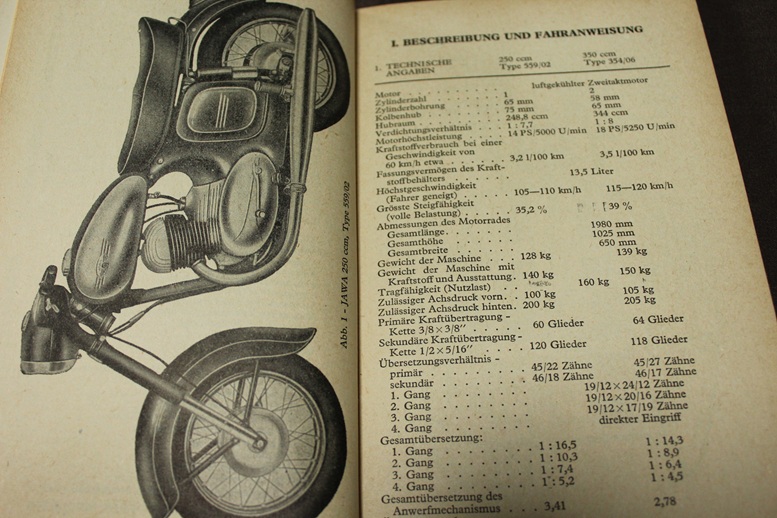 Abb. 1 - JAWA 250 ccm, Type 559/02
I. BESCHREIBUNG UND FAHRANWEISUNG
1. TECHNISCHE ANGABEN 250 ccm Type 559/02 350 ccm Type 354/06
Motor . . . . . . . . luftgekühlter Zweitaktmotor
Zylinderzahl . . . . . . 1 2
Zylinderbohrung . . . . . 65 mm 58 mm
Kolbenhub . . . . . . . 75 mm 65 mm
Hubraum . . . . . . . 248,8 ccm 344 ccm
Verdichtungsverhältnis . . . 1 : 7,7 1 : 8
Motorhöchstleistung . . . . 14 PS/5000 U/min 18 PS/5250 U/min
Kraftstoffverbrauch bei einer
Geschwindigkeit von
60 km/h etwa . . . . . 3,2 l/100 km 3,5 l/100 km
Fassungsvermögen des Kraft-
stoffbehälters . . . . . . 13,5 Liter
Höchstgeschwindigkeit
(Fahrer geneigt) . . . . 105—110 km/h 115—120 km/h
Grösste Steigfähigkeit
(volle Belastung) . . . . . 35,2 % 39 %
Abmessungen des Motorrades
Gesamtlänge . . . . . . 1980 mm
Gesamthöhe . . . . . . 1025 mm
Gesamtbreite . . . . . . 650 mm
Gewicht der Maschine . . . 128 kg 139 kg
Gewicht der Maschine mit
Kraftstoff und Ausstattung . 140 kg 150 kg
Tragfähigkeit (Nutzlast) . . 160 kg
Zulässiger Achsdruck vorn . . 100 kg 105 kg
Zulässiger Achsdruck hinten . 200 kg 205 kg
Primäre Kraftübertragung -
Kette 3/8×3/8″ . . . . . 60 Glieder 64 Glieder
Sekundäre Kraftübertragung -
Kette 1/2×5/16″ . . . . . 120 Glieder 118 Glieder
Übersetzungsverhältnis -
primär . . . . . . . 45/22 Zähne 45/27 Zähne
sekundär . . . . . . . 46/18 Zähne 46/17 Zähne
1. Gang . . . . . . . 19/12×24/12 Zähne
2. Gang . . . . . . . 19/12×20/16 Zähne
3. Gang . . . . . . . 19/12×17/19 Zähne
4. Gang . . . . . . . direkter Eingriff
Gesamtübersetzung:
1. Gang . . . . . . . 1 : 16,5 1 : 14,3
2. Gang . . . . . . . 1 : 10,3 1 : 8,9
3. Gang . . . . . . . 1 : 7,4 1 : 6,4
4. Gang . . . . . . . 1 : 5,2 1 : 4,5
Gesamtübersetzung des
Anwerfmechanismus . . . . 3,41 2,78